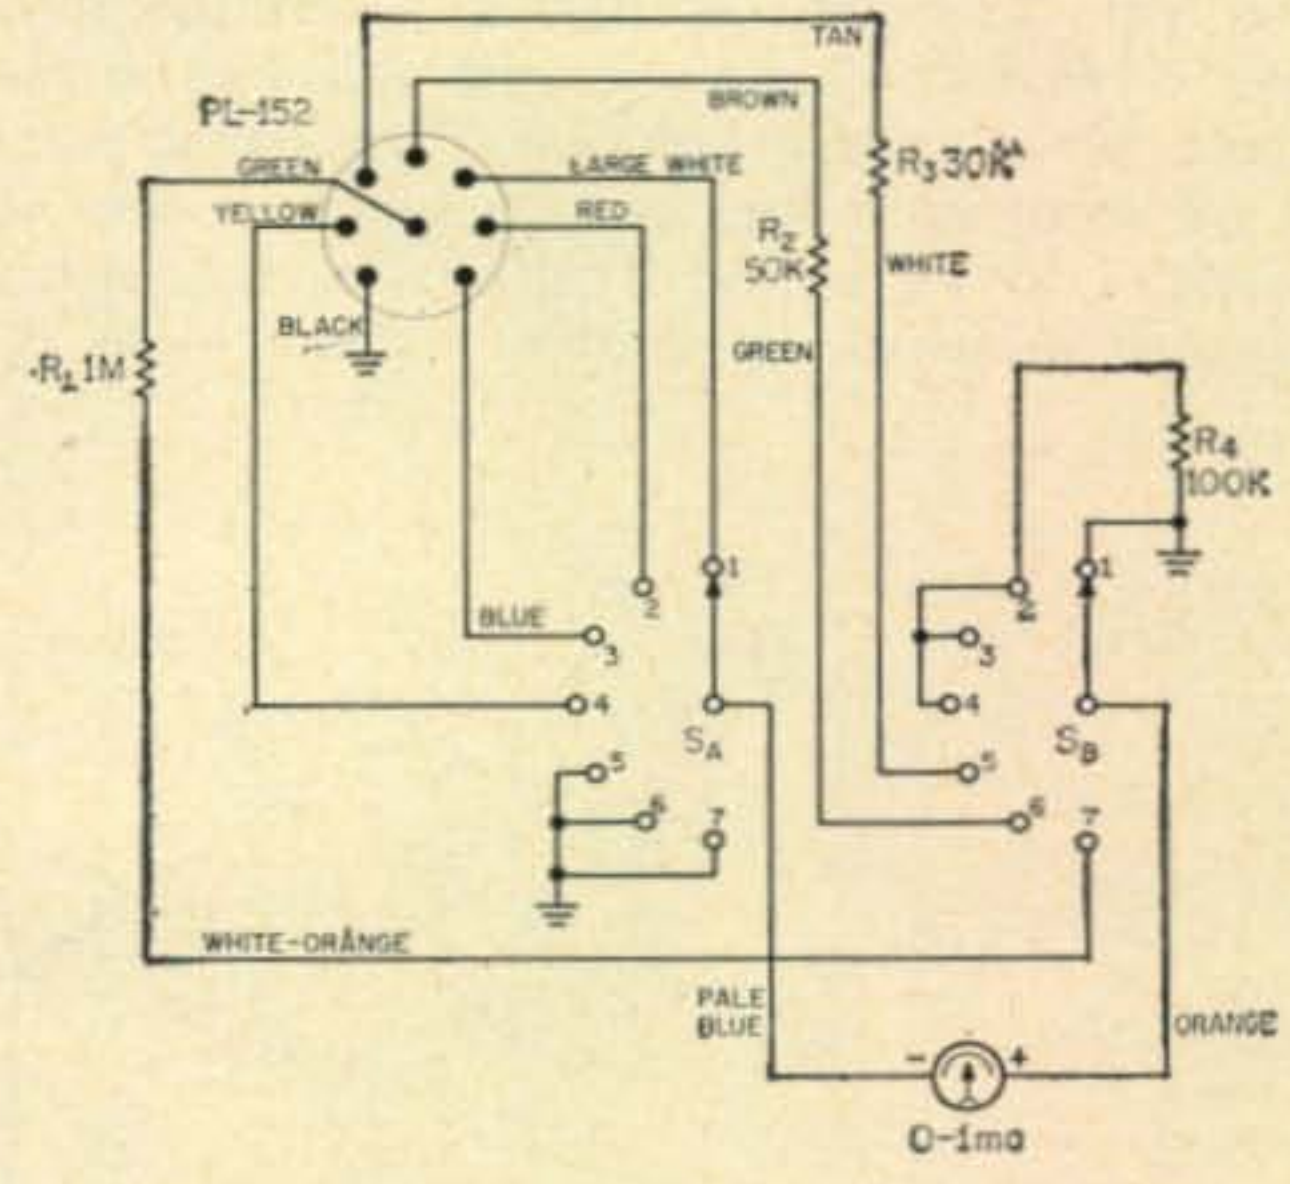 TAN
BROWN
PL-152
GREEN
LARGE WHITE
YELLOW
RED
R3 30K
R2
50K
WHITE
BLACK
GREEN
R1 1M
R4
100K
1
2
3
4
5
6
7
BLUE
SA
1
2
3
4
5
6
7
SB
WHITE-ORANGE
PALE
BLUE
ORANGE
- +
0-1ma